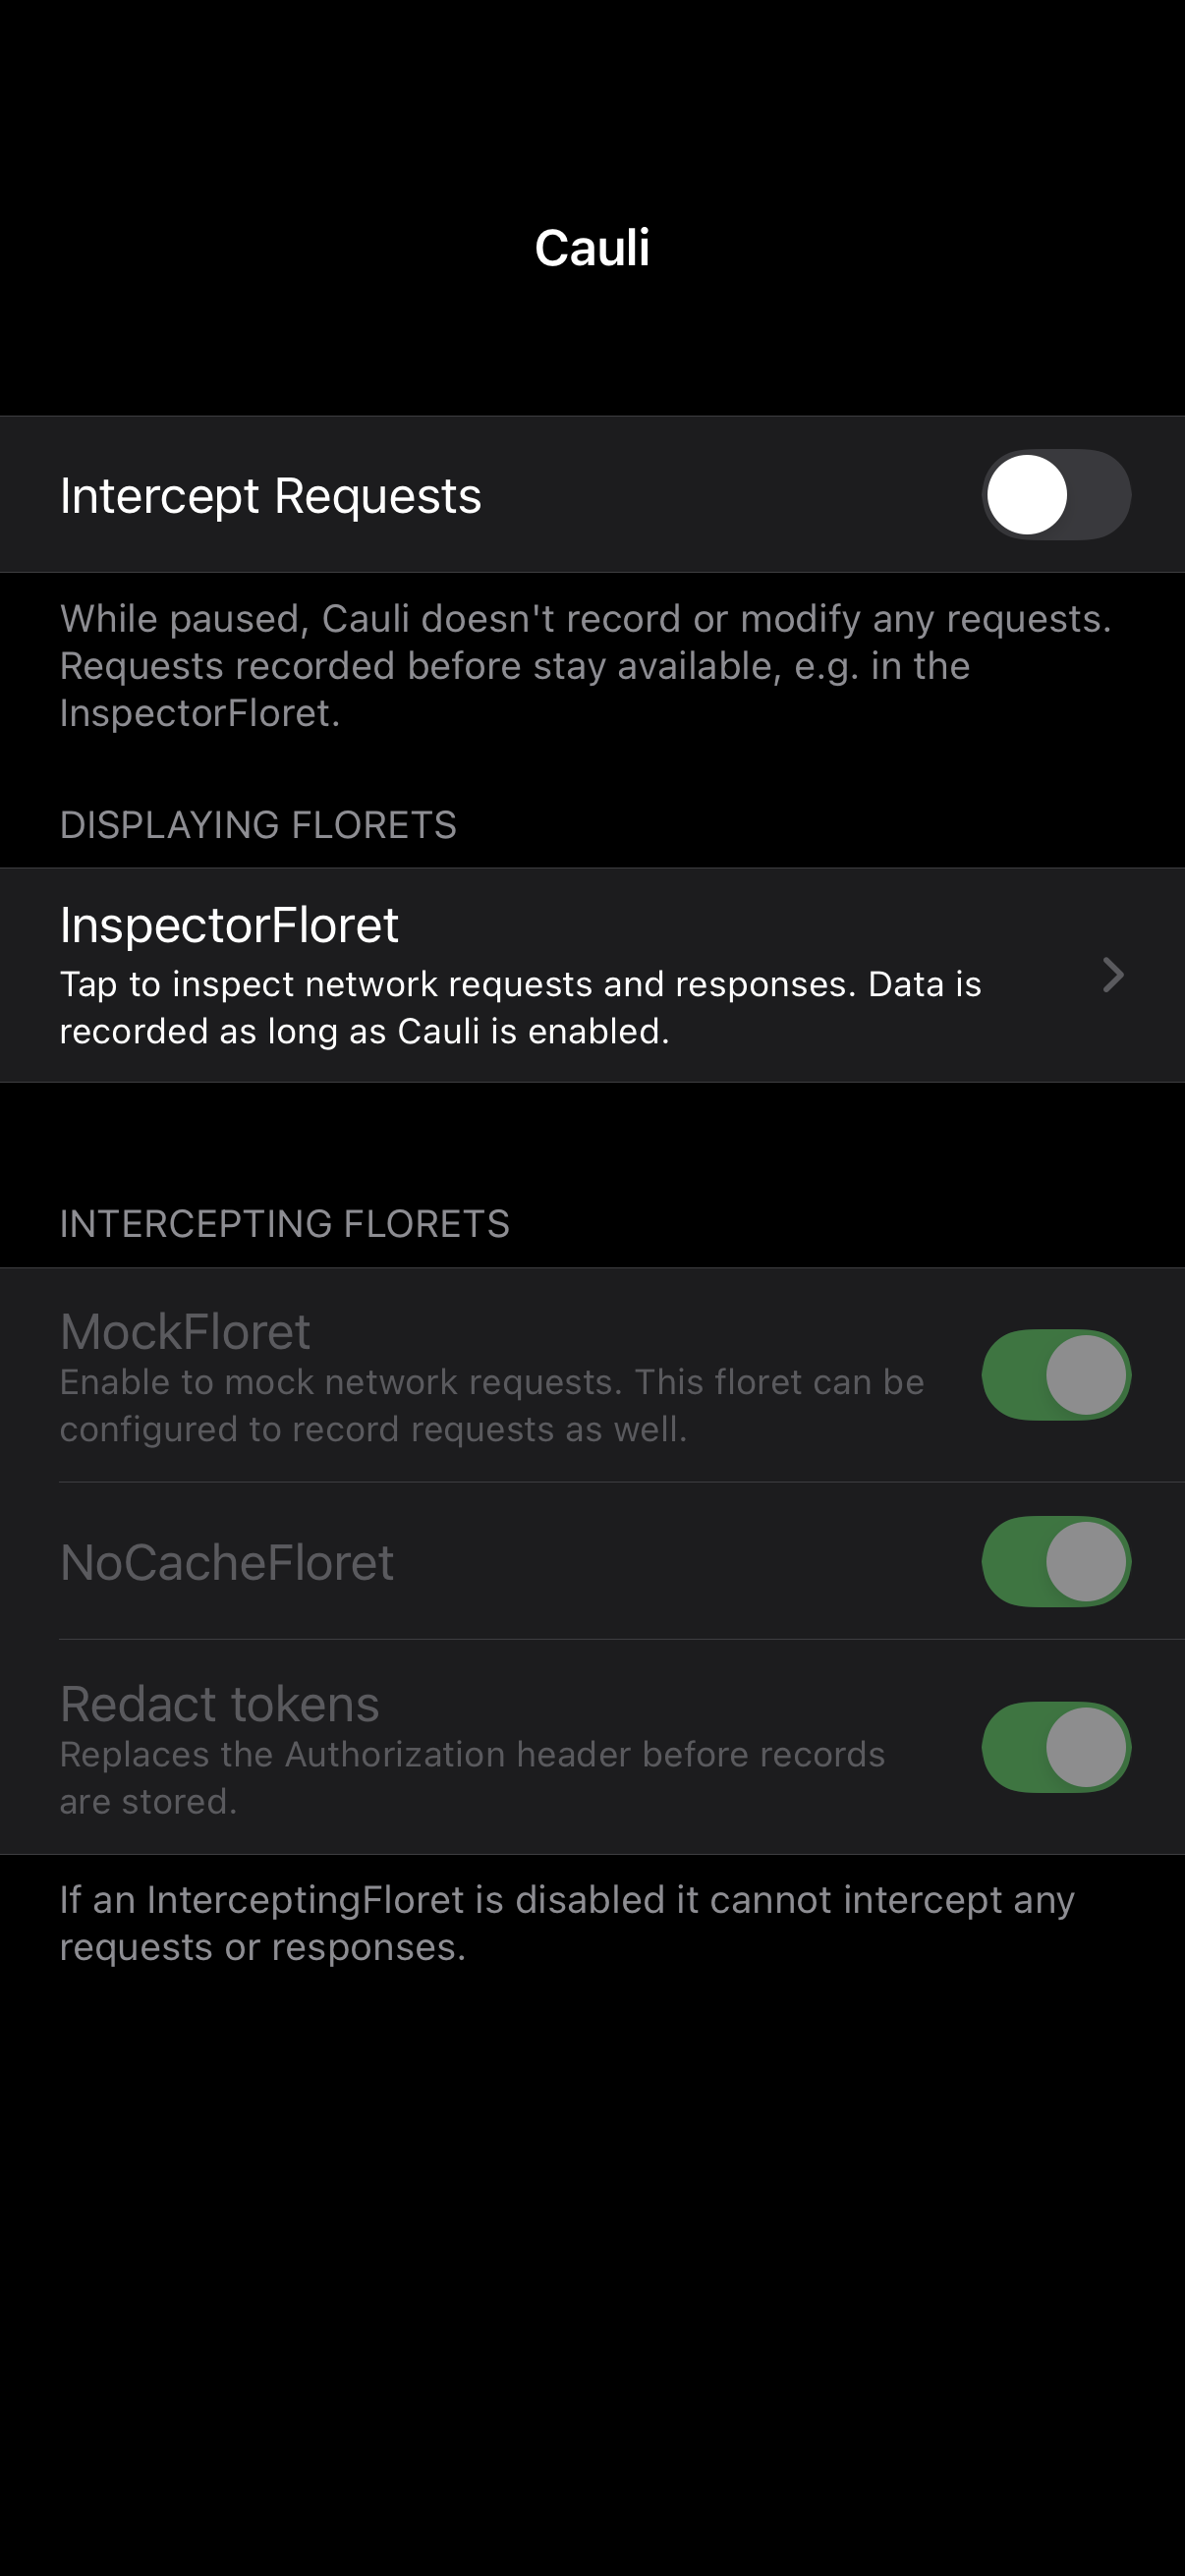 Cauli
Intercept Requests
While paused, Cauli doesn't record or modify any requests.
Requests recorded before stay available, e.g. in the
InspectorFloret.
DISPLAYING FLORETS
InspectorFloret
Tap to inspect network requests and responses. Data is
recorded as long as Cauli is enabled.
INTERCEPTING FLORETS
MockFloret
Enable to mock network requests. This floret can be
configured to record requests as well.
NoCacheFloret
Redact tokens
Replaces the Authorization header before records
are stored.
If an InterceptingFloret is disabled it cannot intercept any
requests or responses.